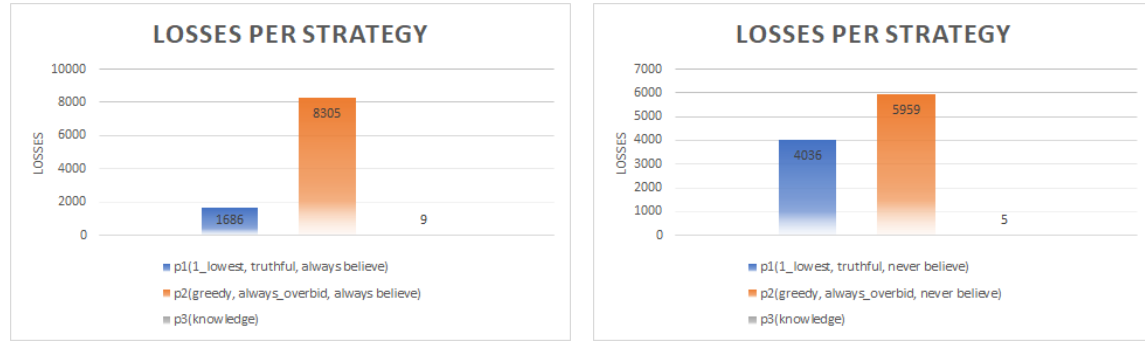 LOSSES PER STRATEGY
10000
8000
6000
4000
2000
0
LOSSES
1686
8305
9
p1(1_lowest, truthful, always believe)
p2(greedy, always_overbid, always believe)
p3(knowledge)
LOSSES PER STRATEGY
7000
6000
5000
4000
3000
2000
1000
0
LOSSES
4036
5959
5
p1(1_lowest, truthful, never believe)
p2(greedy, always_overbid, never believe)
p3(knowledge)